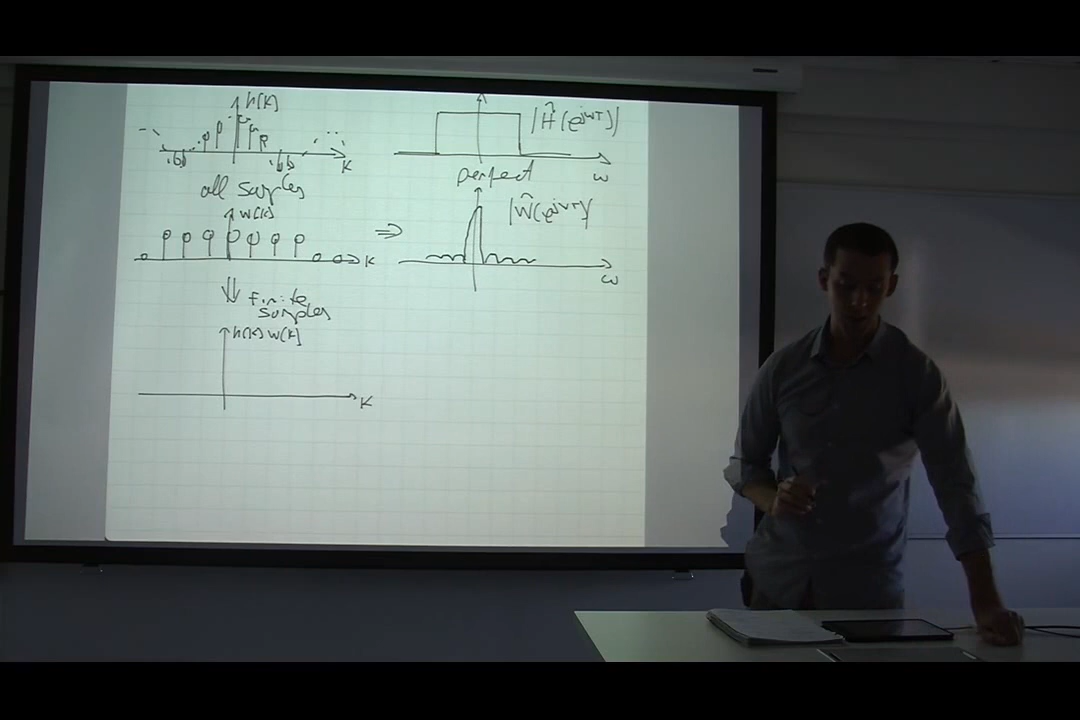 h[k]
|Ĥ(e^{jωT})|
k
ω
perfect
all samples
w[k]
|Ŵ(e^{jωT})|
⇒
k
ω
⇓ finite
samples
h[k] w[k]
k